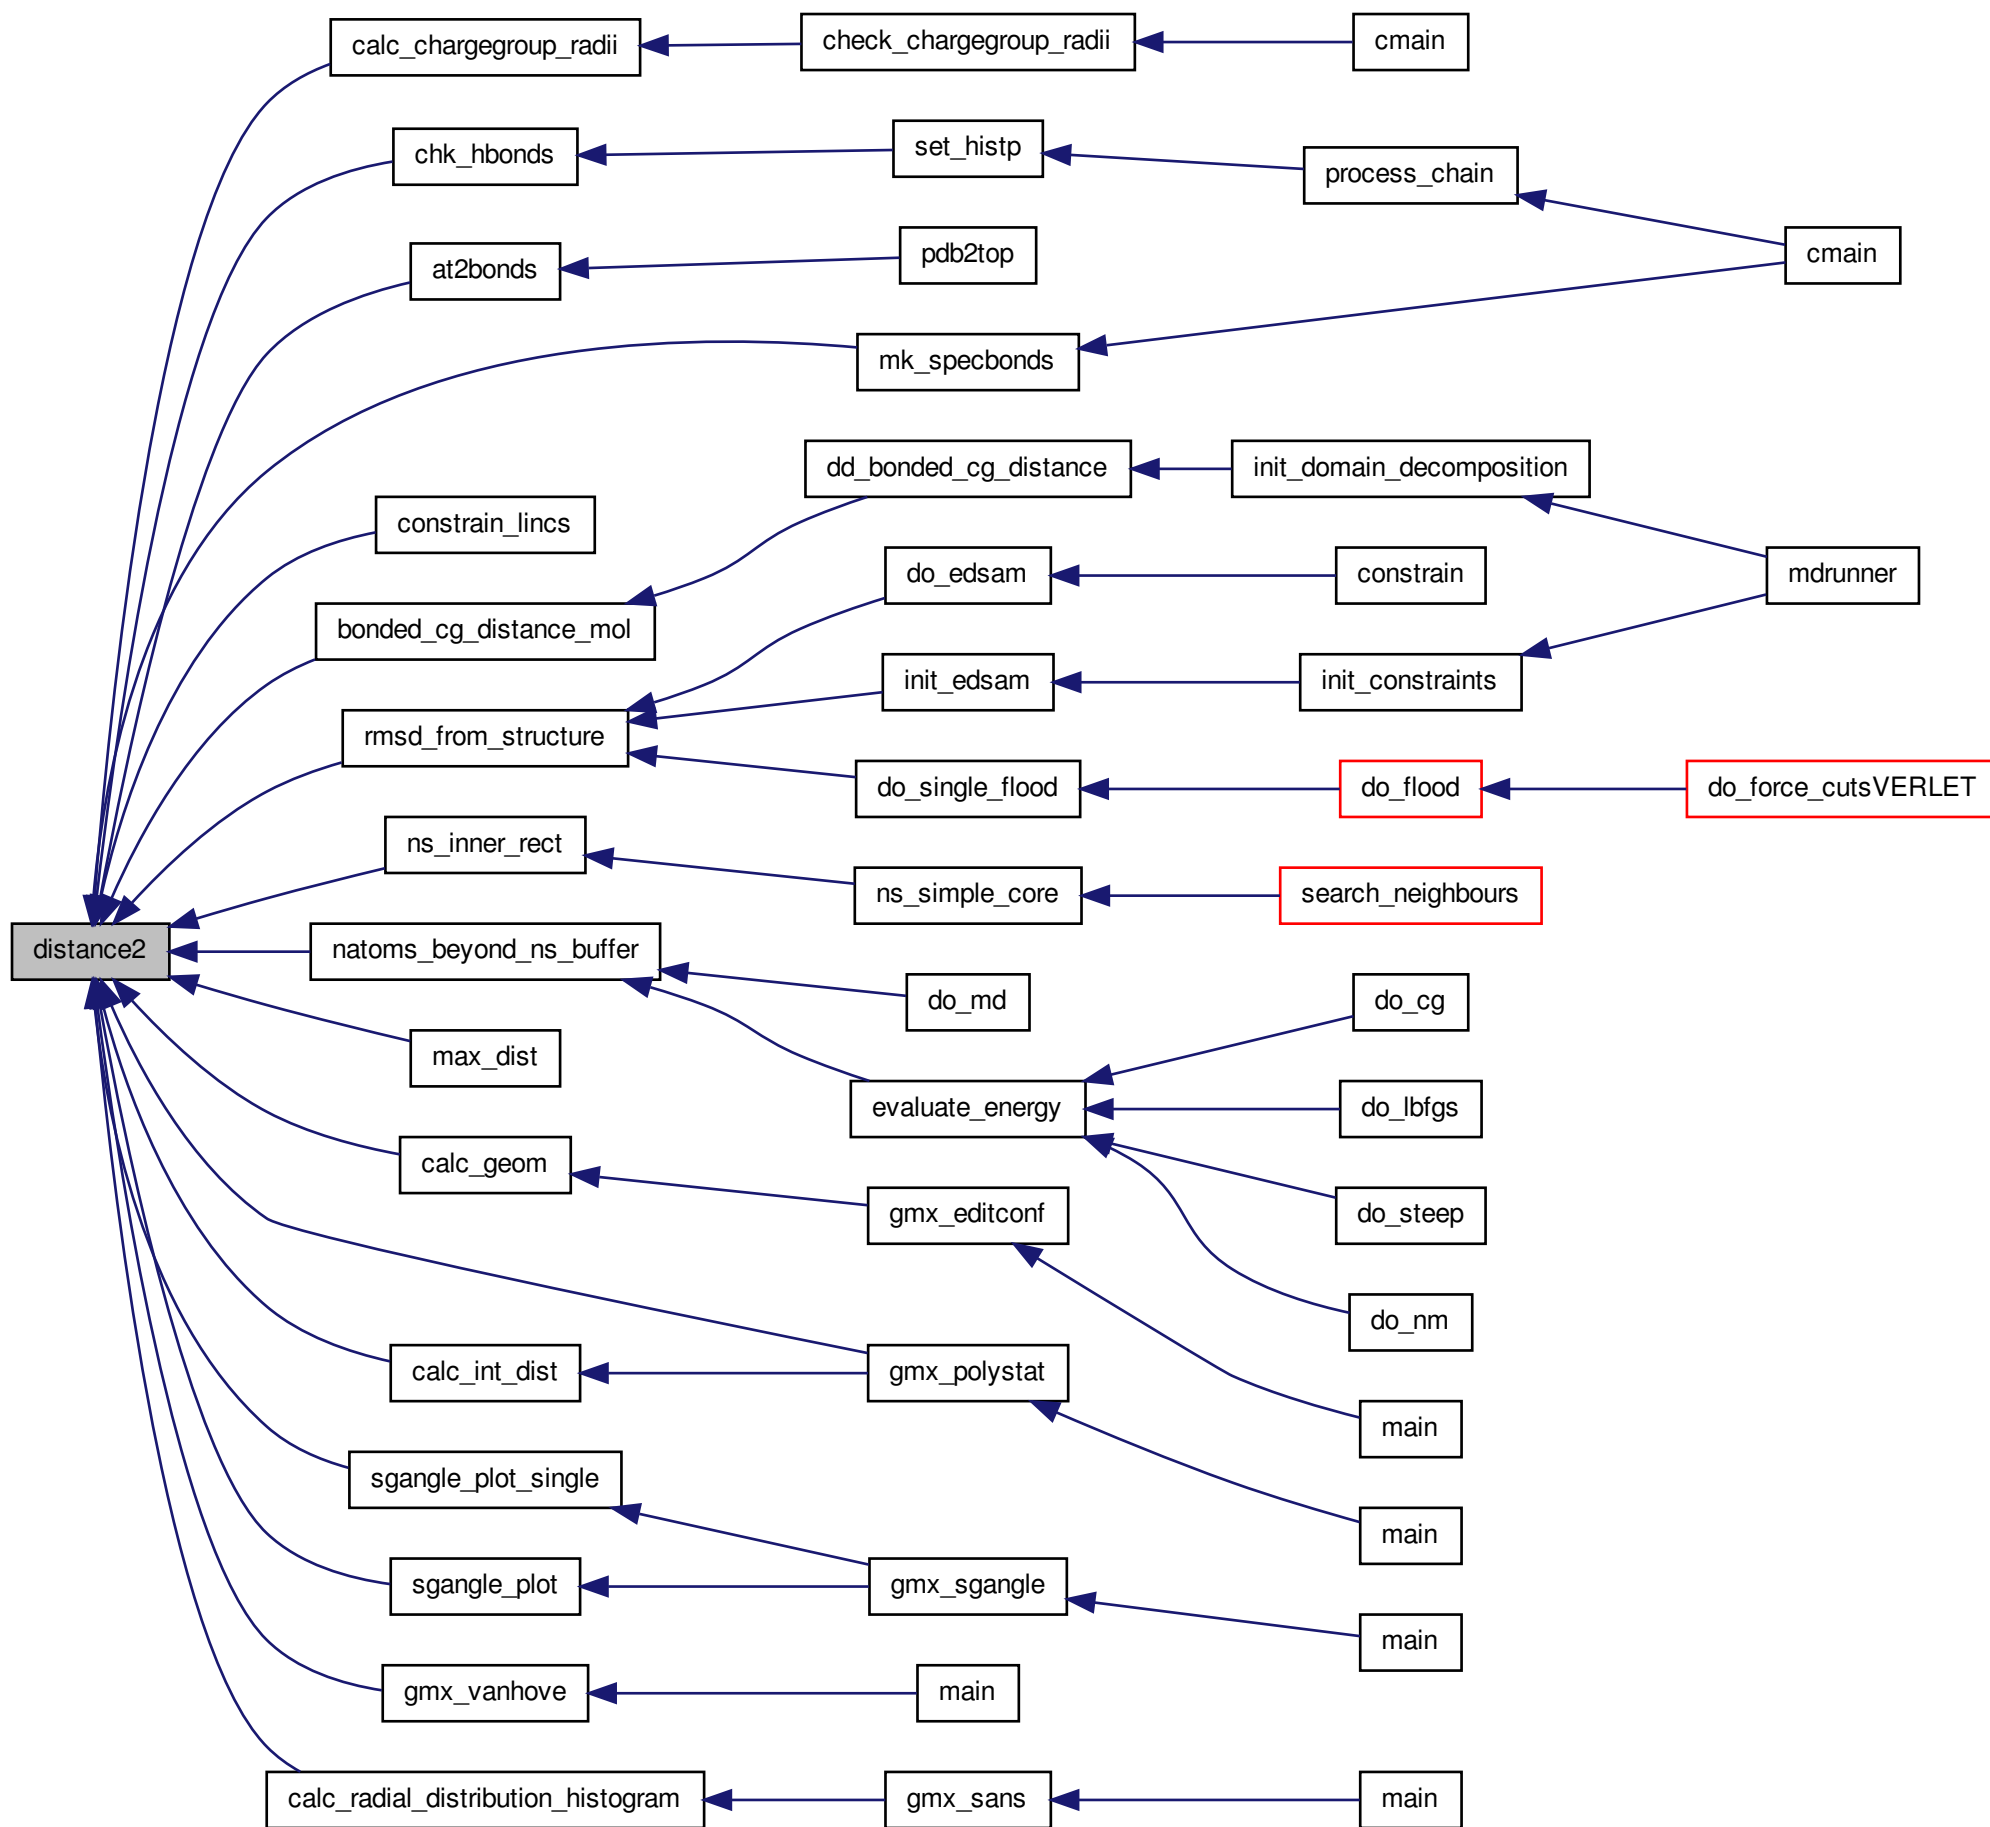 calc_chargegroup_radii
check_chargegroup_radii
cmain
chk_hbonds
set_histp
process_chain
at2bonds
pdb2top
cmain
mk_specbonds
dd_bonded_cg_distance
init_domain_decomposition
constrain_lincs
do_edsam
constrain
mdrunner
bonded_cg_distance_mol
init_edsam
init_constraints
rmsd_from_structure
do_single_flood
do_flood
do_force_cutsVERLET
ns_inner_rect
ns_simple_core
search_neighbours
distance2
natoms_beyond_ns_buffer
do_md
do_cg
max_dist
evaluate_energy
do_lbfgs
calc_geom
gmx_editconf
do_steep
do_nm
calc_int_dist
gmx_polystat
main
sgangle_plot_single
main
sgangle_plot
gmx_sgangle
main
gmx_vanhove
main
calc_radial_distribution_histogram
gmx_sans
main